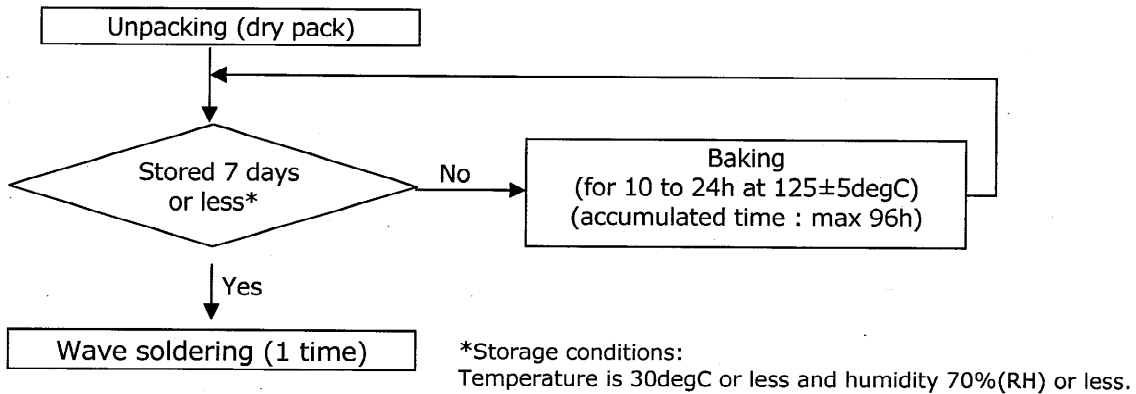 Unpacking (dry pack)
Stored 7 days
or less*
No
Baking
(for 10 to 24h at 125±5degC)
(accumulated time : max 96h)
Yes
Wave soldering (1 time)
*Storage conditions:
Temperature is 30degC or less and humidity 70%(RH) or less.